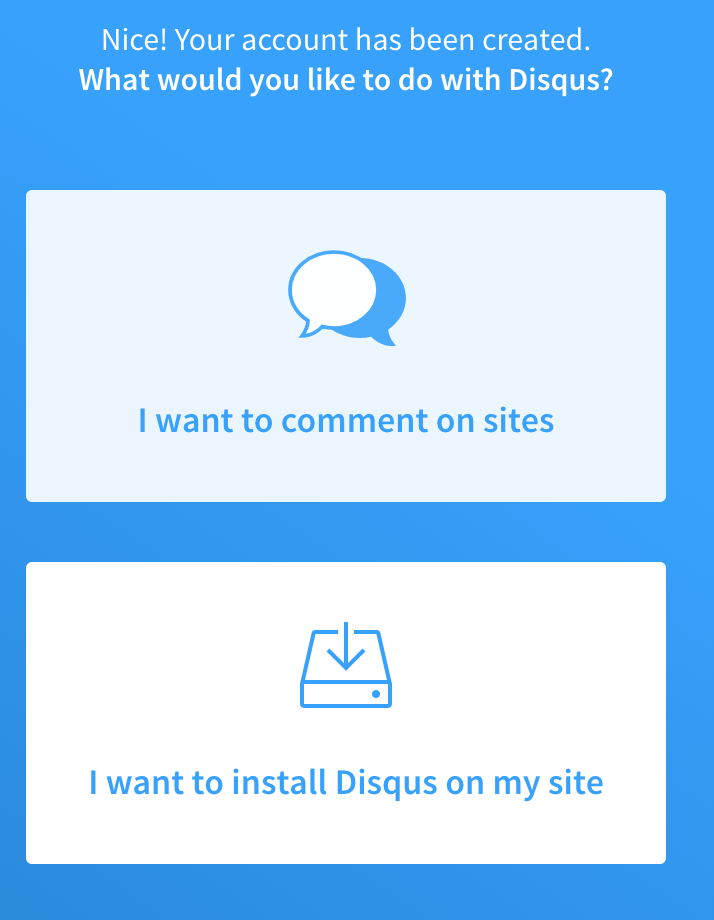 Nice! Your account has been created.
What would you like to do with Disqus?
I want to comment on sites
I want to install Disqus on my site